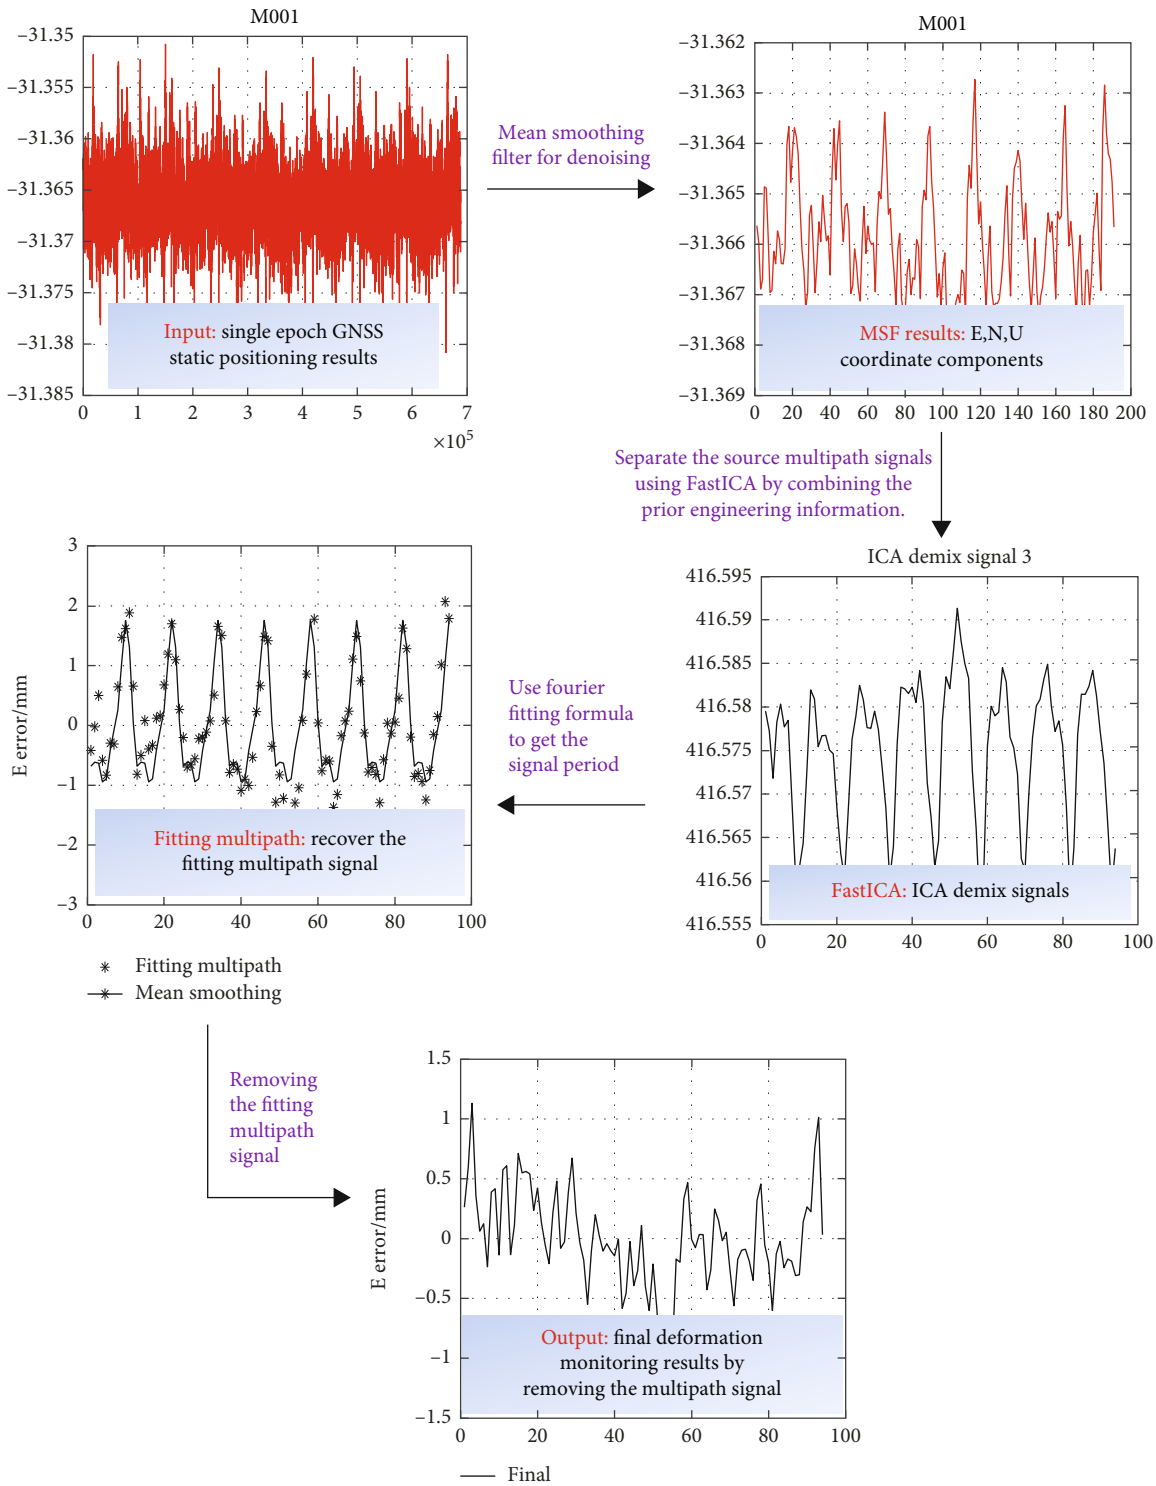 M001
−31.35
−31.355
−31.36
−31.365
−31.37
−31.375
−31.38
−31.385
0 1 2 3 4 5 6 7
×10⁵
Input: single epoch GNSS
static positioning results
Mean smoothing
filter for denoising
M001
−31.362
−31.363
−31.364
−31.365
−31.366
−31.367
−31.368
−31.369
0 20 40 60 80 100 120 140 160 180 200
MSF results: E,N,U
coordinate components
Separate the source multipath signals
using FastICA by combining the
prior engineering information.
ICA demix signal 3
416.595
416.59
416.585
416.58
416.575
416.57
416.565
416.56
416.555
0 20 40 60 80 100
FastICA: ICA demix signals
Use fourier
fitting formula
to get the
signal period
E error/mm
3
2
1
0
−1
−2
−3
0 20 40 60 80 100
Fitting multipath: recover the
fitting multipath signal
Fitting multipath
Mean smoothing
Removing
the fitting
multipath
signal
E error/mm
1.5
1
0.5
0
−0.5
−1
−1.5
0 20 40 60 80 100
Output: final deformation
monitoring results by
removing the multipath signal
Final